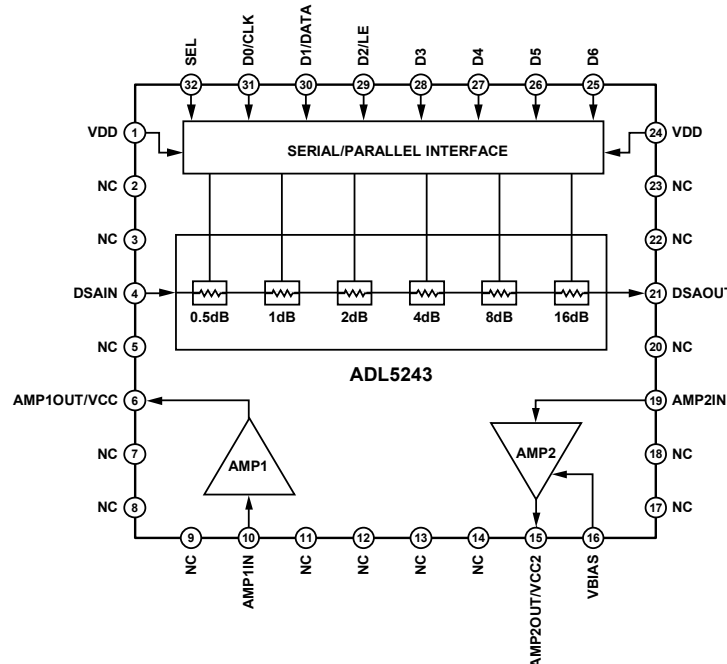 SEL
D0/CLK
D1/DATA
D2/LE
D3
D4
D5
D6
32
31
30
29
28
27
26
25
VDD 1
SERIAL/PARALLEL INTERFACE
24 VDD
NC 2
23 NC
NC 3
22 NC
DSAIN 4
21 DSAOUT
0.5dB
1dB
2dB
4dB
8dB
16dB
NC 5
20 NC
ADL5243
AMP1OUT/VCC 6
19 AMP2IN
NC 7
AMP1
AMP2
18 NC
NC 8
17 NC
9
10
11
12
13
14
15
16
NC
AMP1IN
NC
NC
NC
NC
AMP2OUT/VCC2
VBIAS